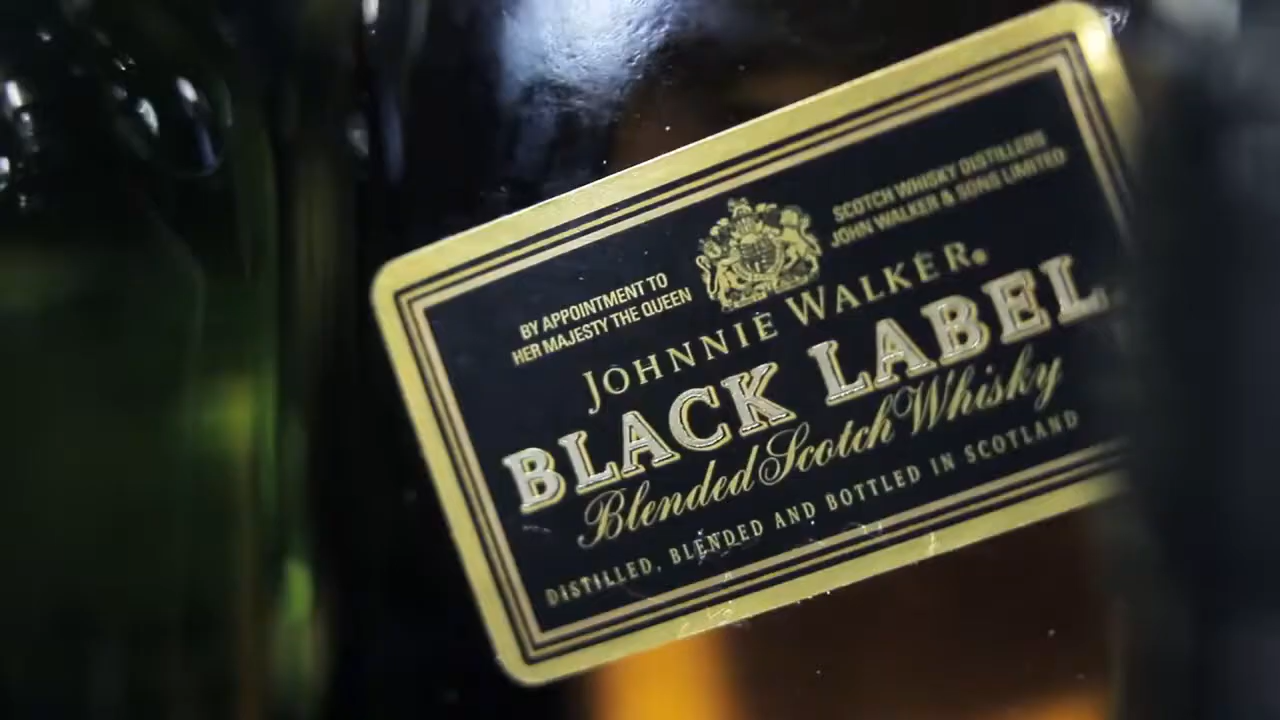 BY APPOINTMENT TO
HER MAJESTY THE QUEEN
SCOTCH WHISKY DISTILLERS
JOHN WALKER & SONS LIMITED
JOHNNIE WALKER.
BLACK LABEL
Blended Scotch Whisky
DISTILLED, BLENDED AND BOTTLED IN SCOTLAND